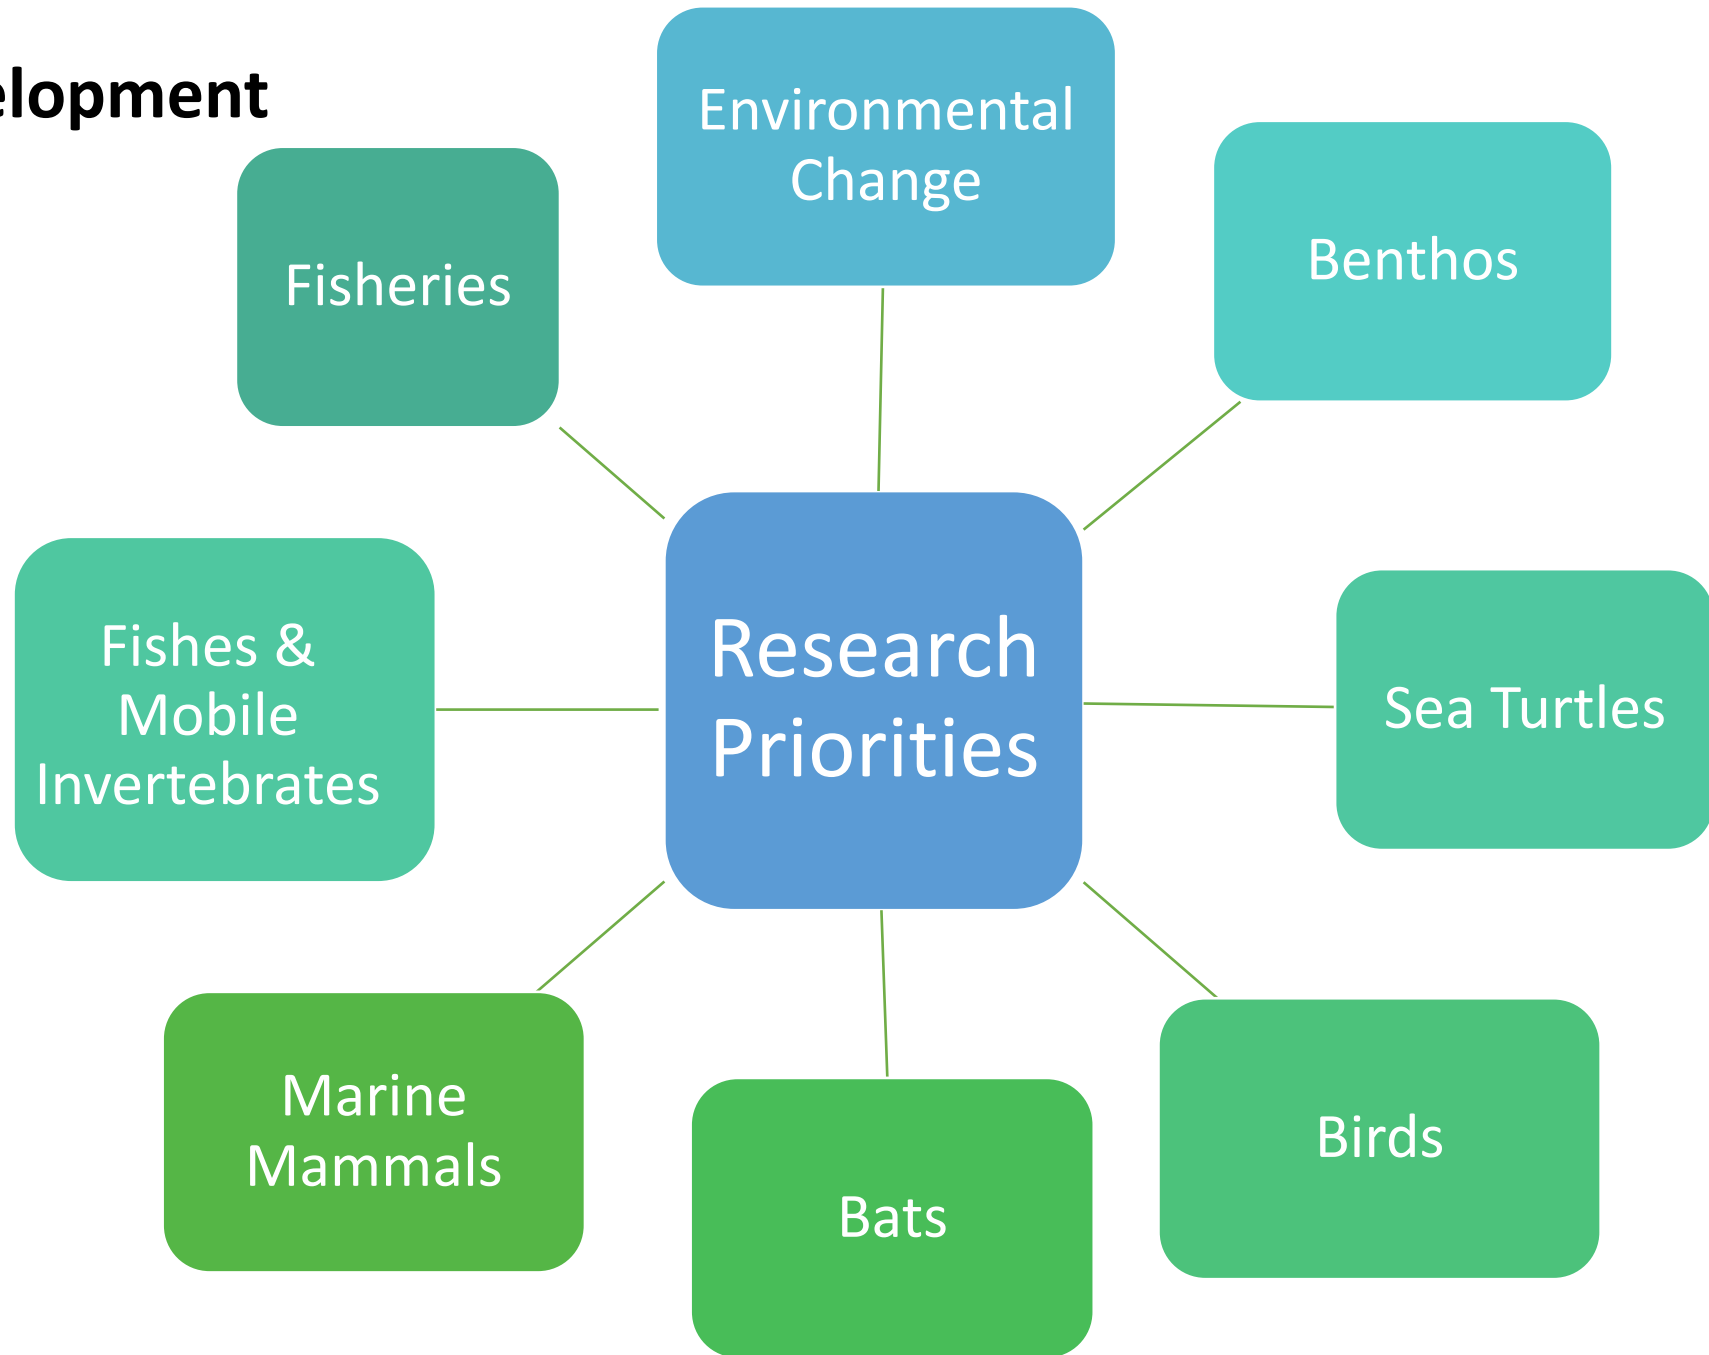 elopment
Environmental
Change
Benthos
Fisheries
Research
Priorities
Fishes &
Mobile
Invertebrates
Sea Turtles
Marine
Mammals
Bats
Birds